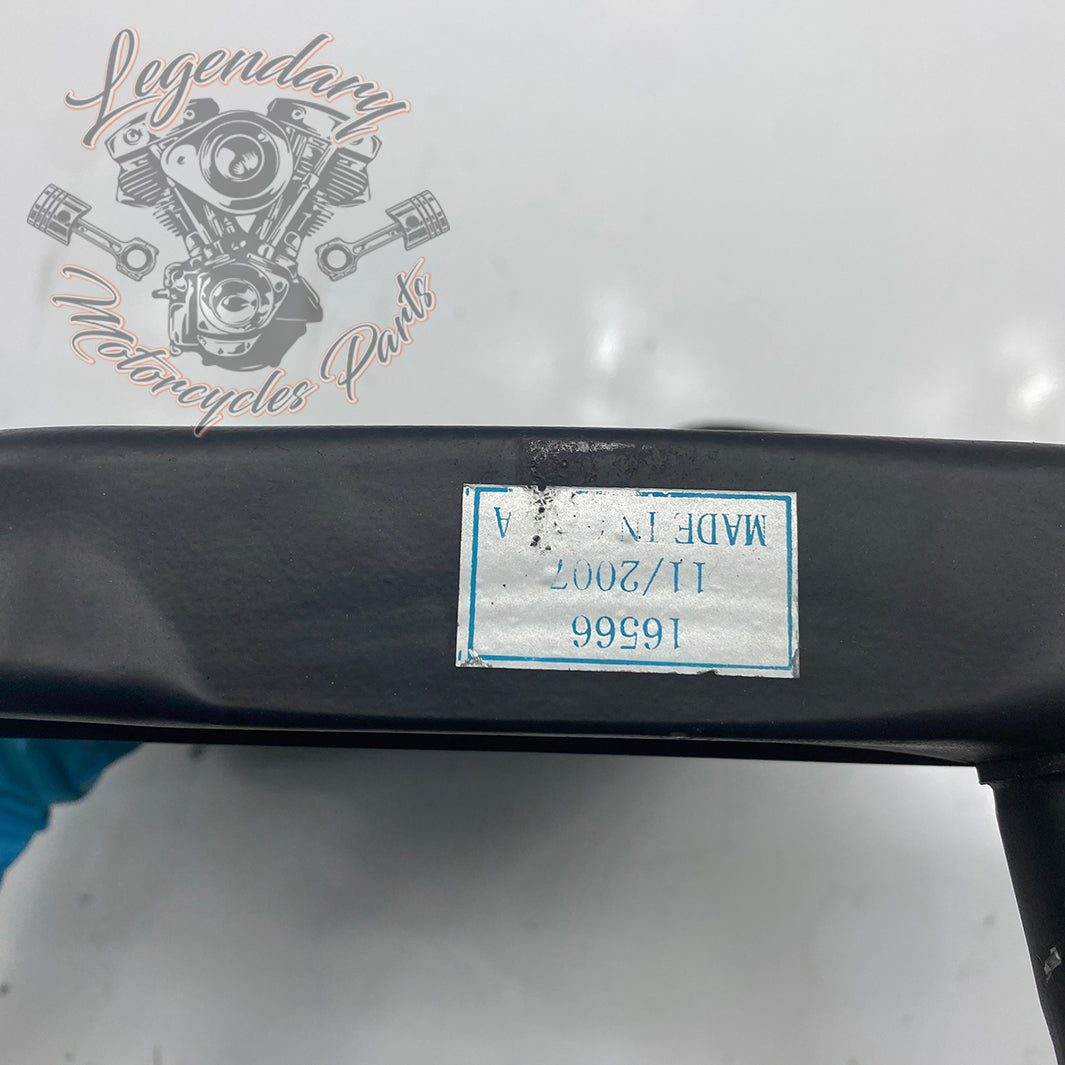 Legendary
Motorcycles Parts
16566
11/2007
MADE IN A